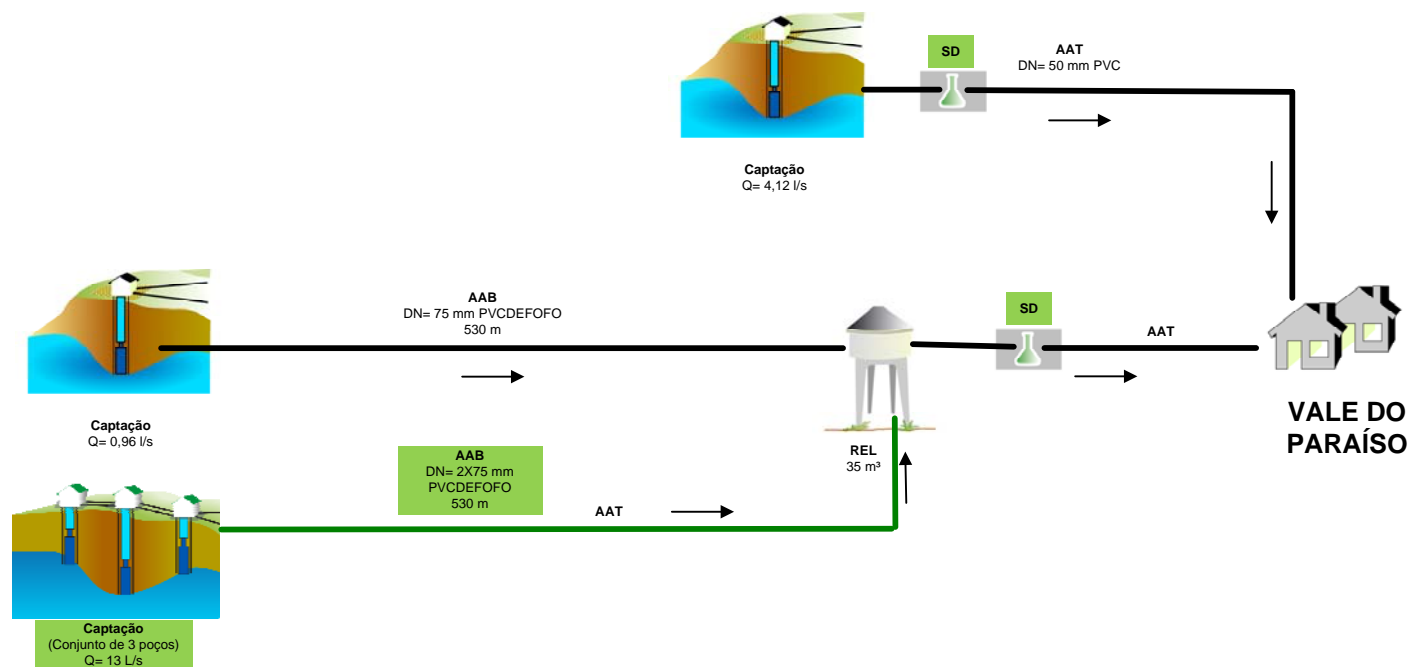 SD
AAT
DN= 50 mm PVC
Captação
Q= 4,12 l/s
AAB
DN= 75 mm PVCDEFOFO
530 m
SD
AAT
Captação
Q= 0,96 l/s
REL
35 m³
VALE DO
PARAÍSO
AAB
DN= 2X75 mm
PVCDEFOFO
530 m
AAT
Captação
(Conjunto de 3 poços)
Q= 13 L/s